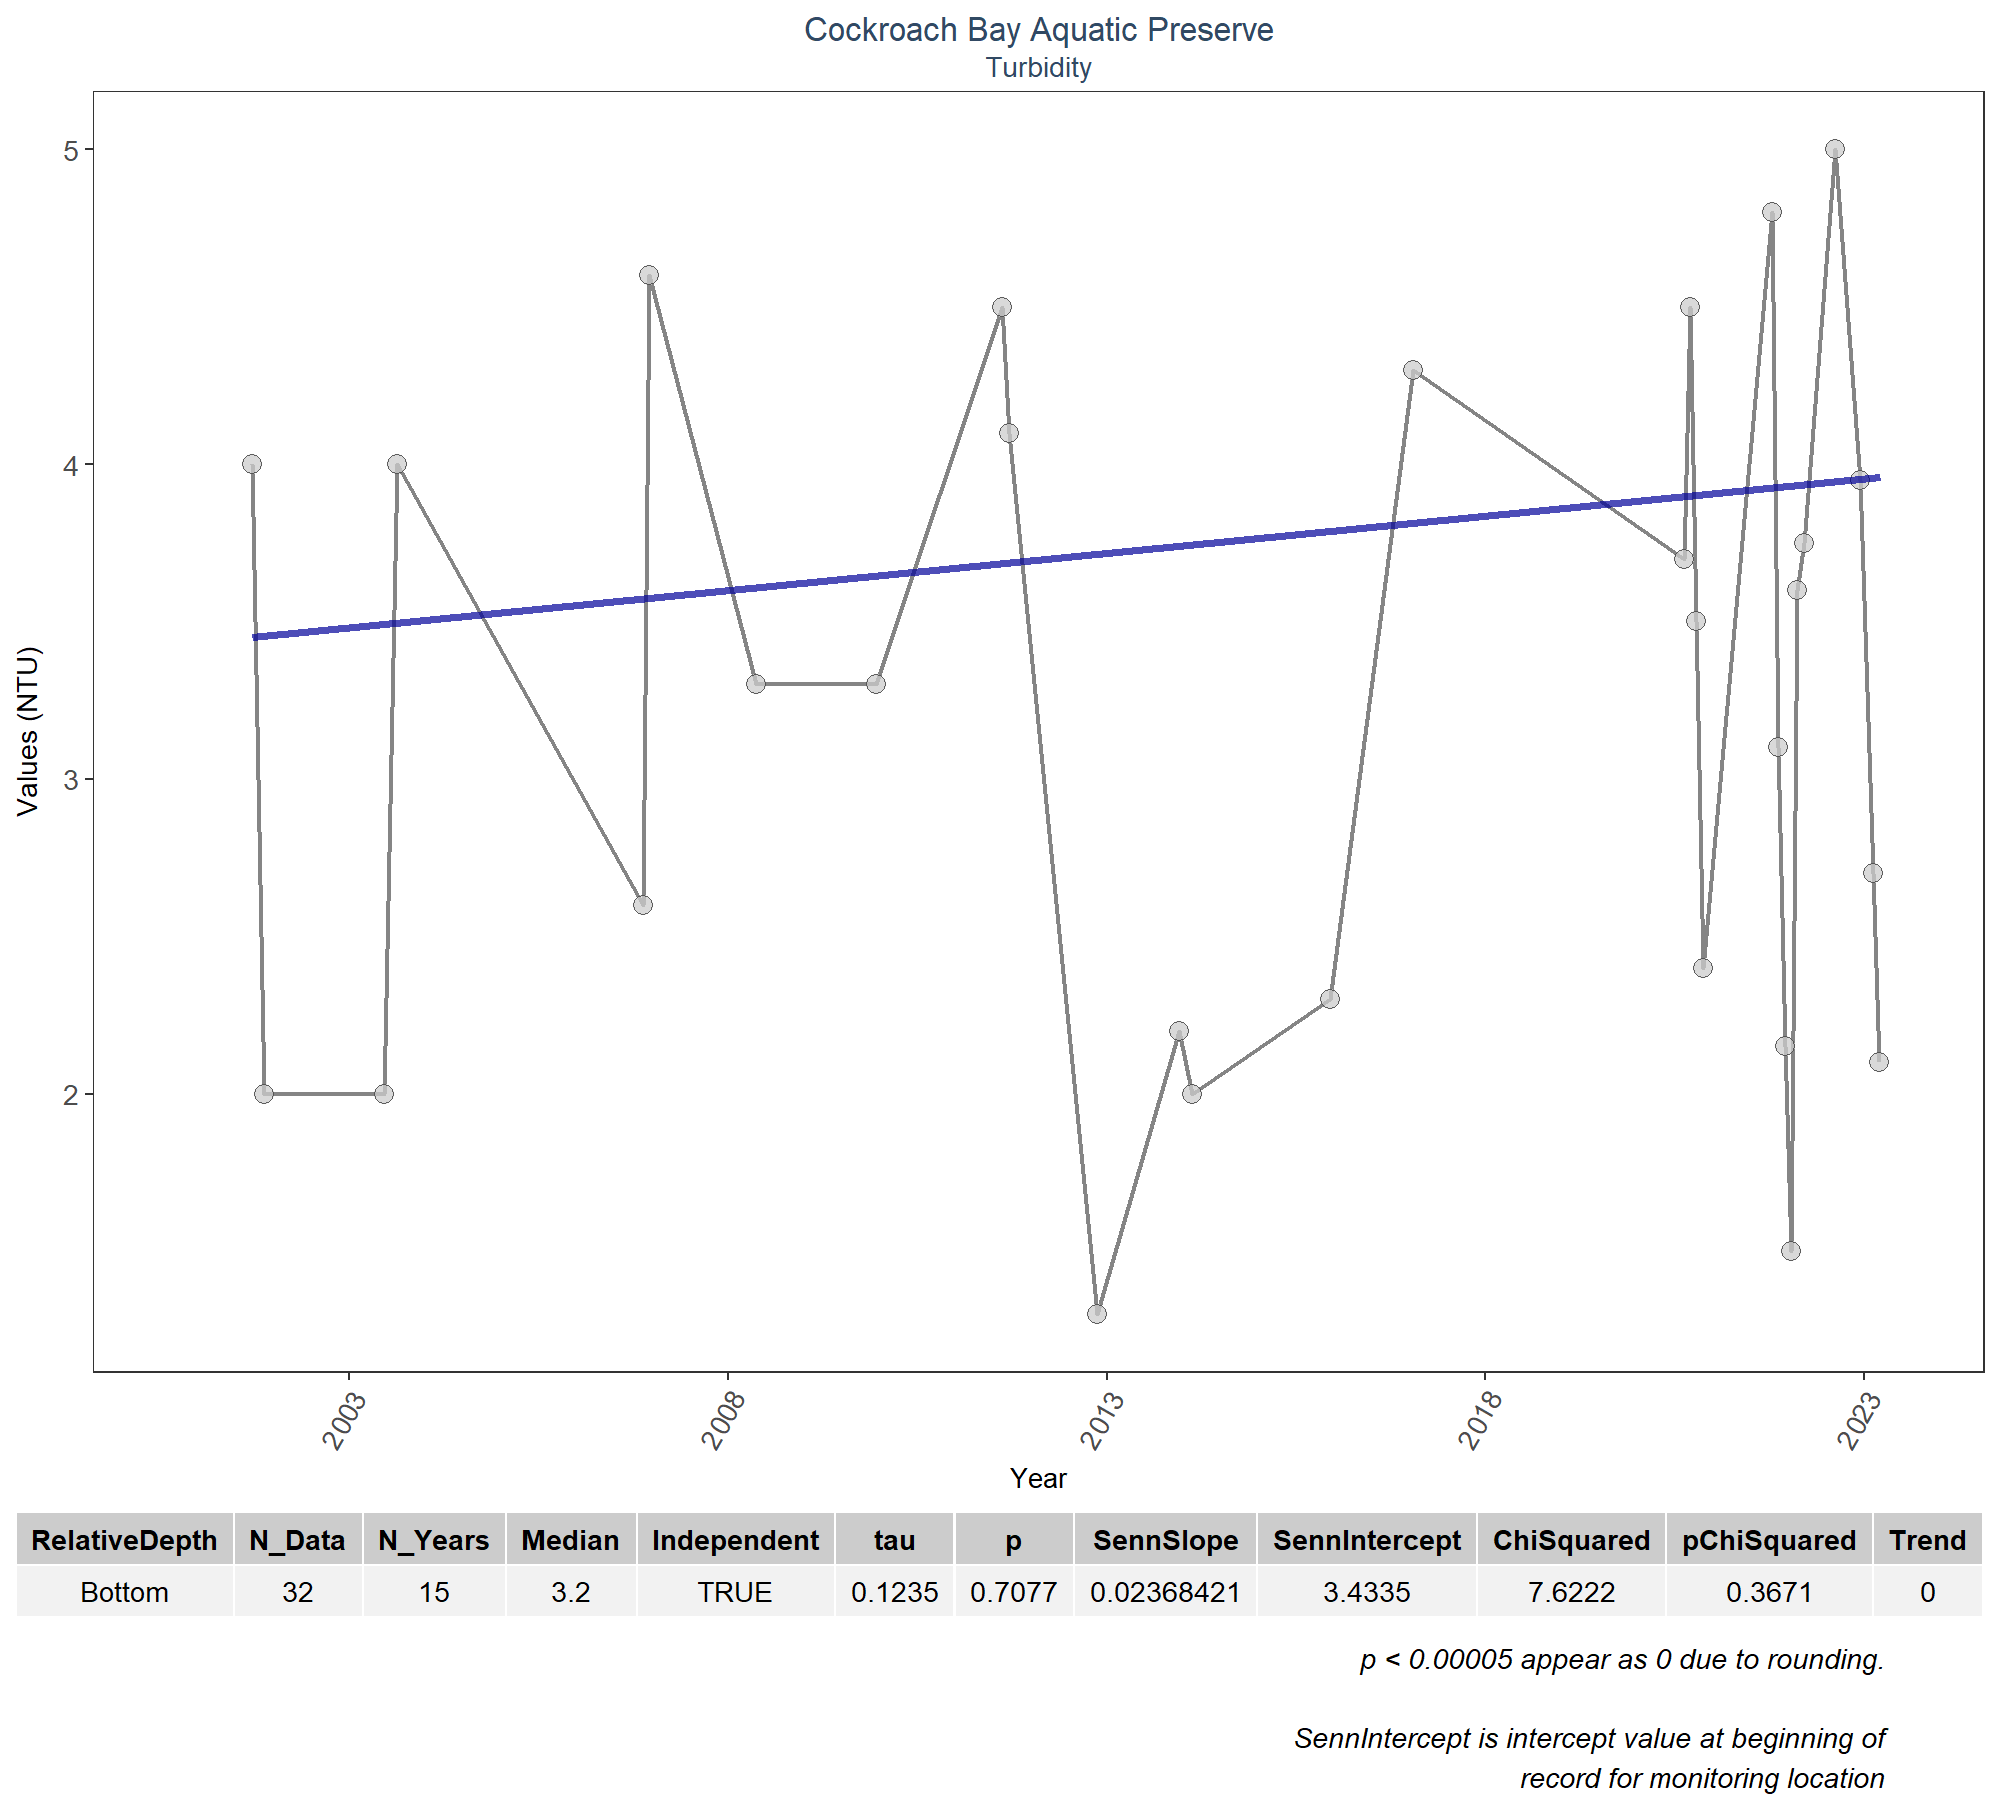 Cockroach Bay Aquatic Preserve
Turbidity
5
4
3
2
Values (NTU)
2003 2008 2013 2018 2023
Year
RelativeDepth N_Data N_Years Median Independent tau p SennSlope SennIntercept ChiSquared pChiSquared Trend
Bottom 32 15 3.2 TRUE 0.1235 0.7077 0.02368421 3.4335 7.6222 0.3671 0
p < 0.00005 appear as 0 due to rounding.
SennIntercept is intercept value at beginning of
record for monitoring location